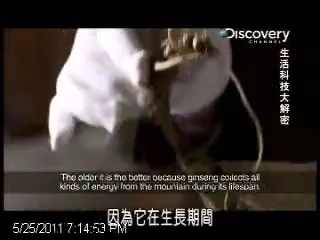 Discovery
CHANNEL
生活科技大解密
The older it is the better because ginseng collects all
kinds of energy from the mountain during its lifespan.
因為它在生長期間
5/25/2011 7:14:53 PM